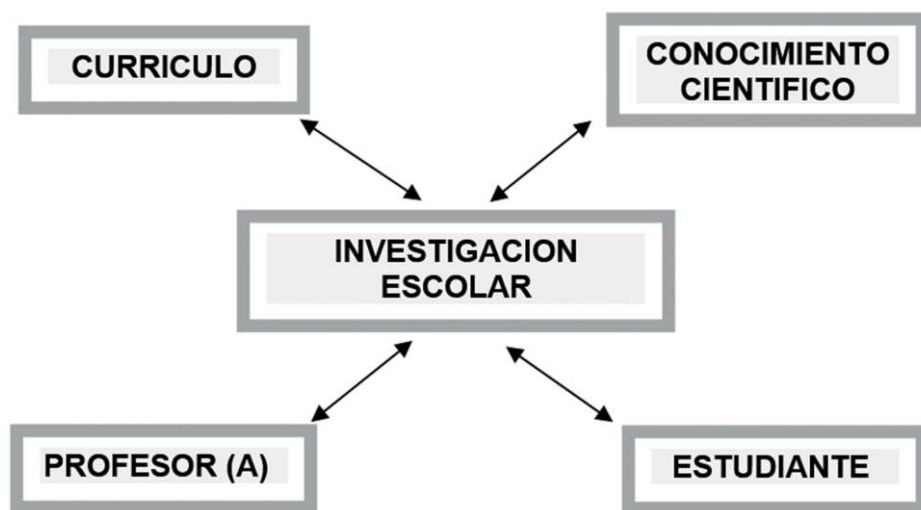 CURRICULO
CONOCIMIENTO
CIENTIFICO
INVESTIGACION
ESCOLAR
PROFESOR (A)
ESTUDIANTE